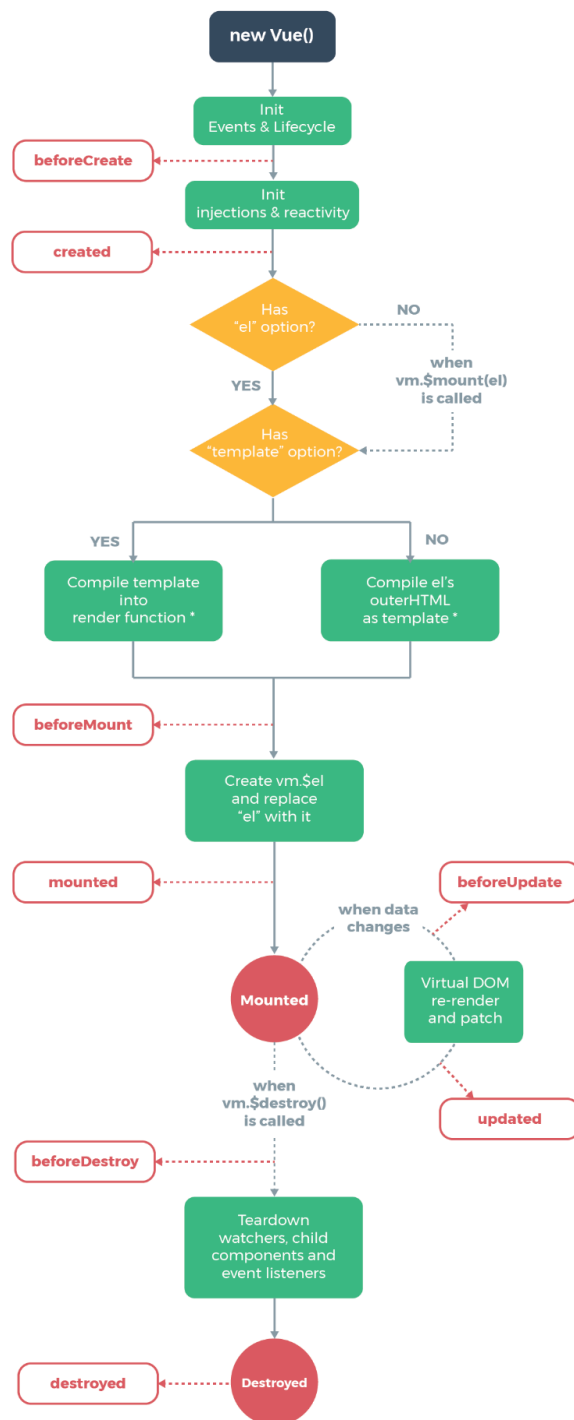 new Vue()
Init
Events & Lifecycle
beforeCreate
Init
injections & reactivity
created
Has
“el” option?
NO
when
vm.$mount(el)
is called
YES
Has
“template” option?
YES
NO
Compile template
into
render function *
Compile el’s
outerHTML
as template *
beforeMount
Create vm.$el
and replace
“el” with it
mounted
beforeUpdate
when data
changes
Mounted
Virtual DOM
re-render
and patch
when
vm.$destroy()
is called
updated
beforeDestroy
Teardown
watchers, child
components and
event listeners
destroyed
Destroyed